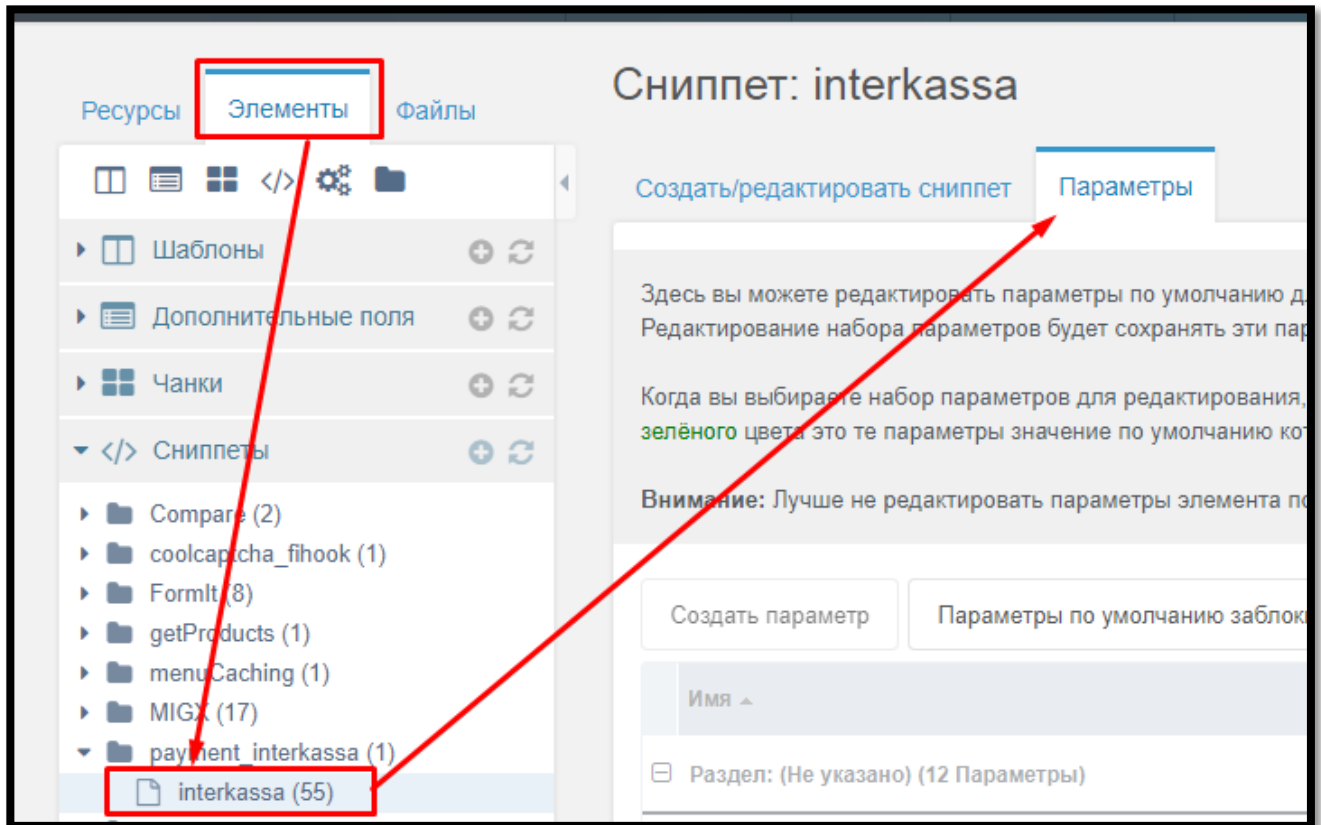 Ресурсы Элементы Файлы
Шаблоны
Дополнительные поля
Чанки
</> Сниппеты
Compare (2)
coolcaptcha_fihook (1)
FormIt (8)
getProducts (1)
menuCaching (1)
MIGX (17)
payment_interkassa (1)
interkassa (55)
Сниппет: interkassa
Создать/редактировать сниппет Параметры
Здесь вы можете редактировать параметры по умолчанию д
Редактирование набора параметров будет сохранять эти пар
Когда вы выбираете набор параметров для редактирования,
зелёного цвета это те параметры значение по умолчанию кот
Внимание: Лучше не редактировать параметры элемента по
Создать параметр Параметры по умолчанию заблоки
Имя
Раздел: (Не указано) (12 Параметры)